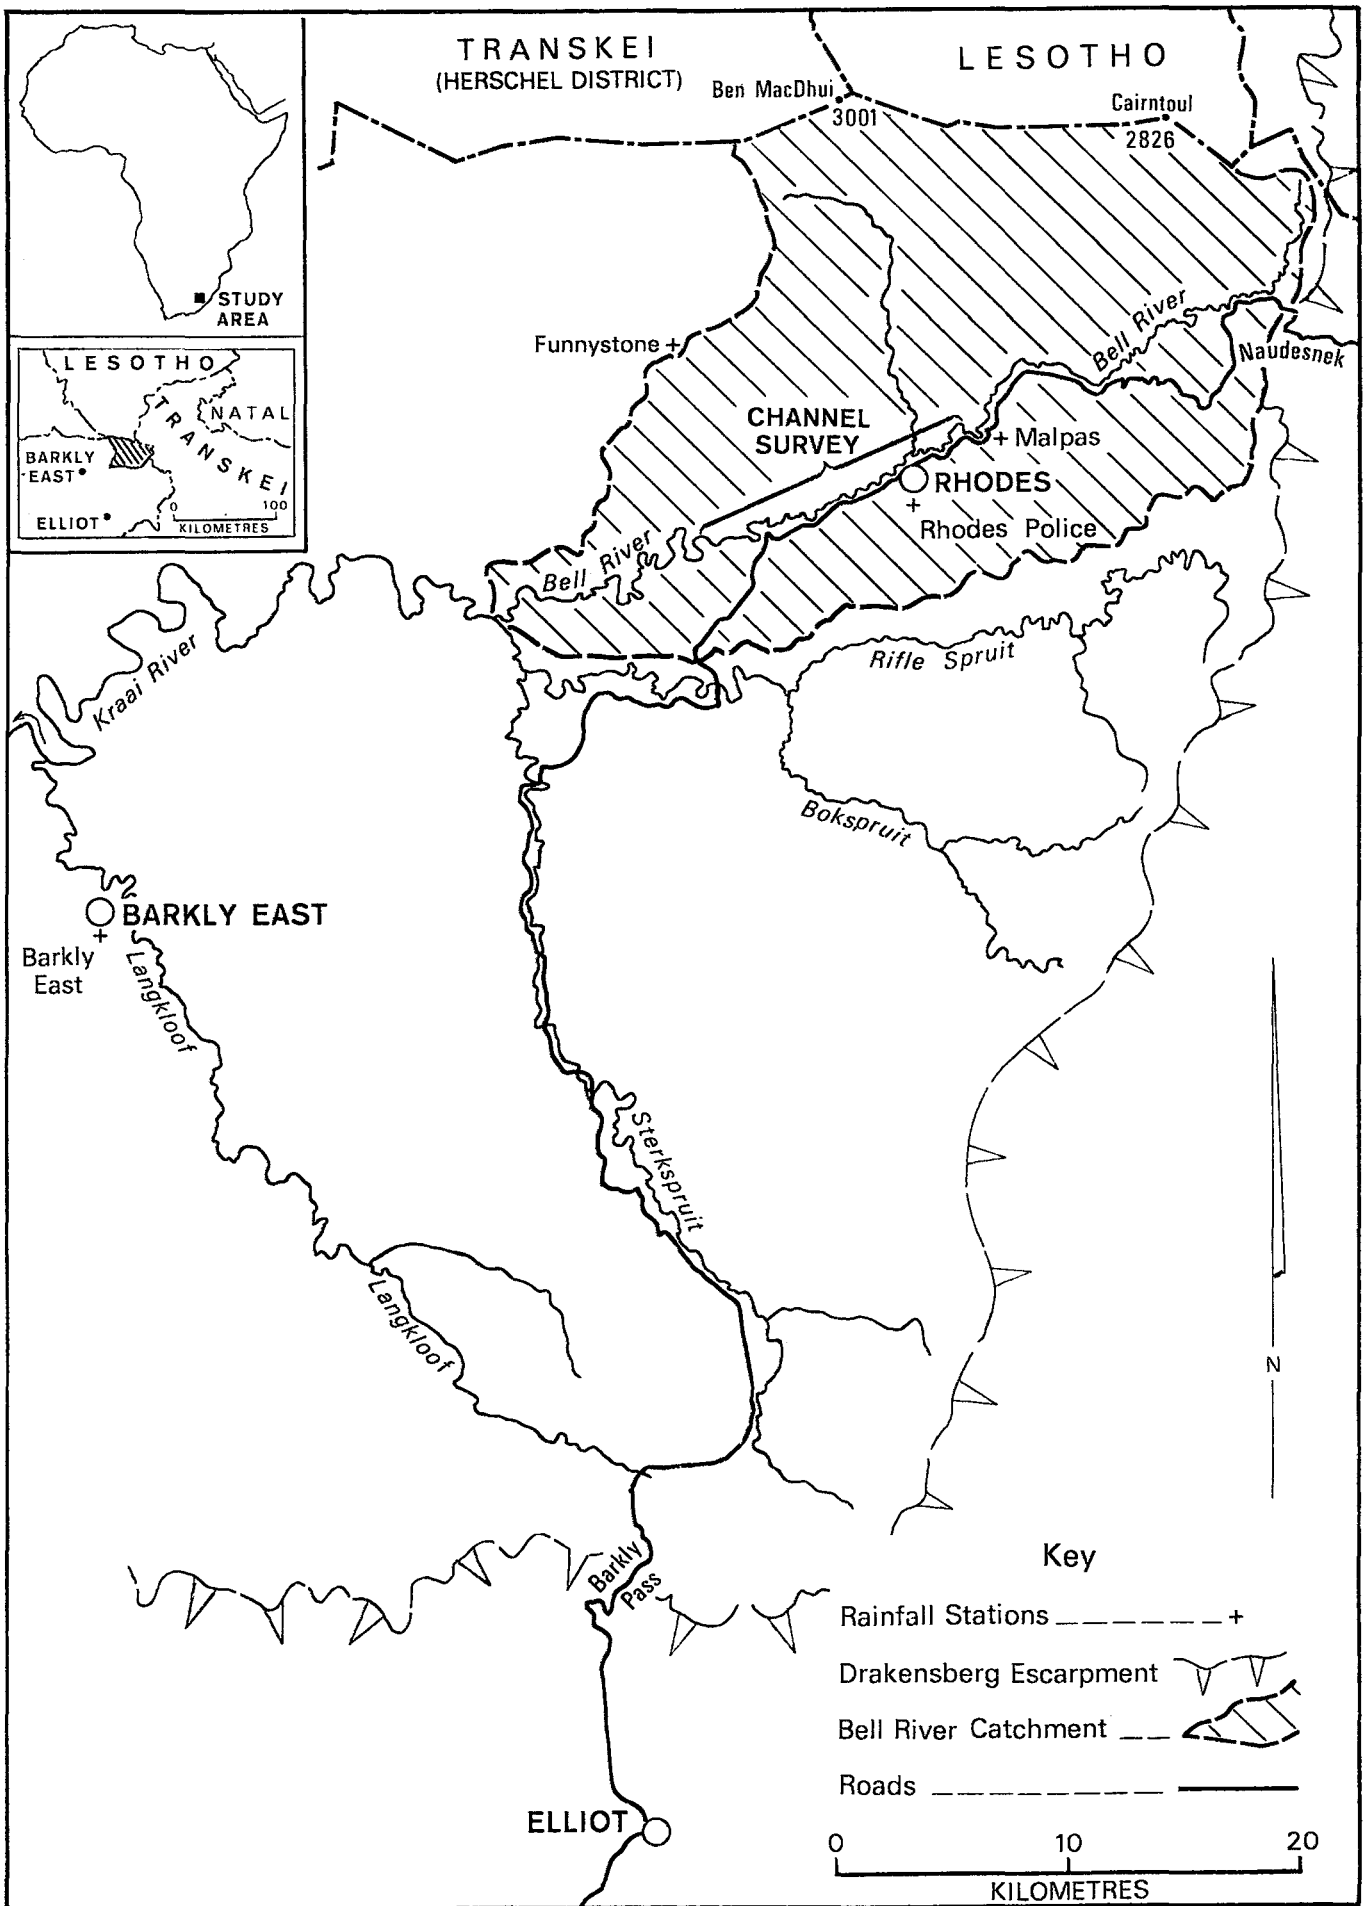 TRANSKEI
(HERSCHEL DISTRICT)
LESOTHO
Ben MacDhui
3001
Cairntoul
2826
STUDY
AREA
LESOTHO
TRANSKEI
NATAL
BARKLY
EAST
ELLIOT
0 100
KILOMETRES
Funnystone
Bell River
Naudesnek
CHANNEL
SURVEY
Malpas
RHODES
Rhodes Police
Bell River
Kraai River
Rifle Spruit
Bokspruit
BARKLY EAST
Barkly
East
Langkloof
Sterkspruit
Langkloof
N
Barkly
Pass
ELLIOT
Key
Rainfall Stations
Drakensberg Escarpment
Bell River Catchment
Roads
0 10 20
KILOMETRES